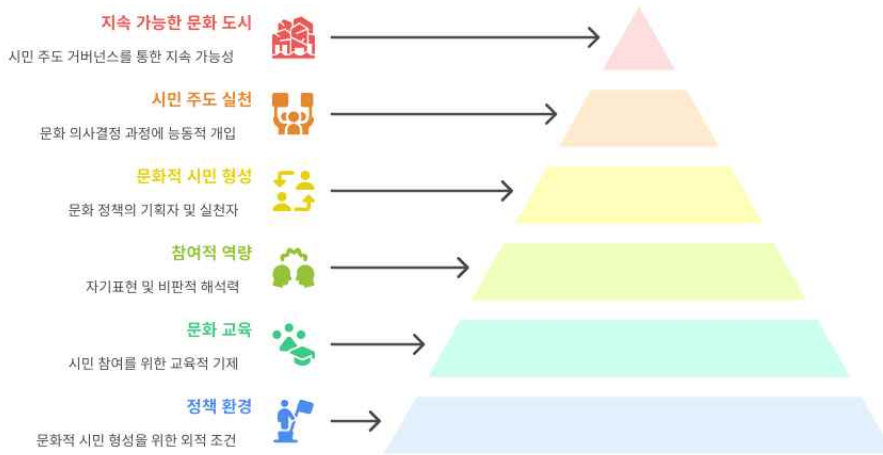 지속 가능한 문화 도시
시민 주도 거버넌스를 통한 지속 가능성
시민 주도 실천
문화 의사결정 과정에 능동적 개입
문화적 시민 형성
문화 정책의 기획자 및 실천자
참여적 역량
자기표현 및 비판적 해석력
문화 교육
시민 참여를 위한 교육적 기제
정책 환경
문화적 시민 형성을 위한 외적 조건